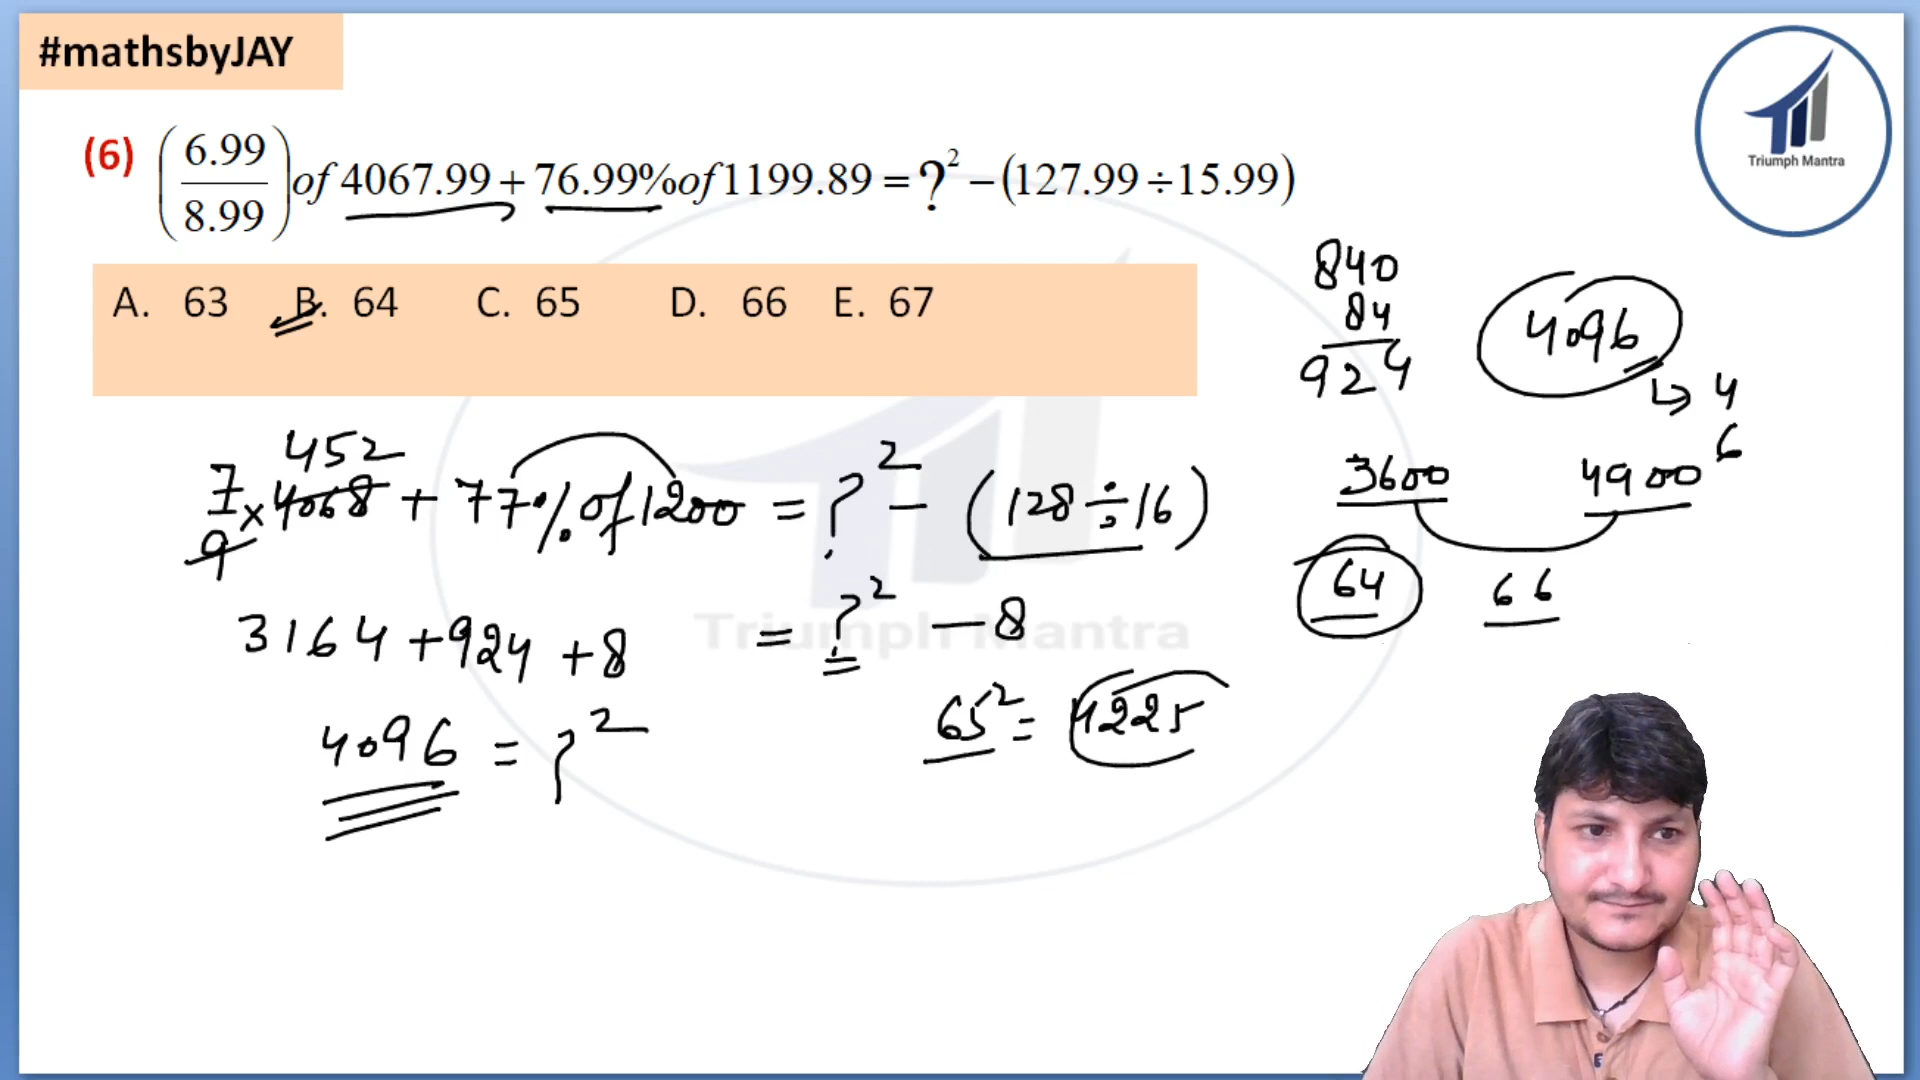 #mathsbyJAY
(6) (6.99/8.99) of 4067.99 + 76.99% of 1199.89 = ?² − (127.99 ÷ 15.99)
Triumph Mantra
A. 63 B. 64 C. 65 D. 66 E. 67
840
84
924
4096
↳ 4
6
3600 4900
64 66
452
7/9 × 4068 + 77% of 1200 = ?² − (128 ÷ 16)
3164 + 924 + 8 = ?² − 8
Triumph Mantra
4096 = ?²
65² = 4225